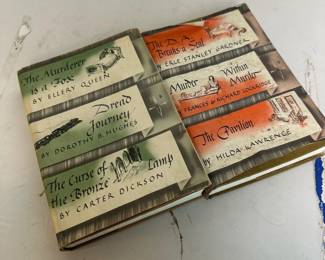 The Murderer
is a Fox
BY ELLERY QUEEN
Dread
Journey
BY DOROTHY B. HUGHES
The Curse of
the Bronze Lamp
BY CARTER DICKSON
The D.A.
Breaks a Seal
BY ERLE STANLEY GARDNER
Murder Within
Murder
BY FRANCES & RICHARD LOCKRIDGE
The Pavilion
by HILDA LAWRENCE